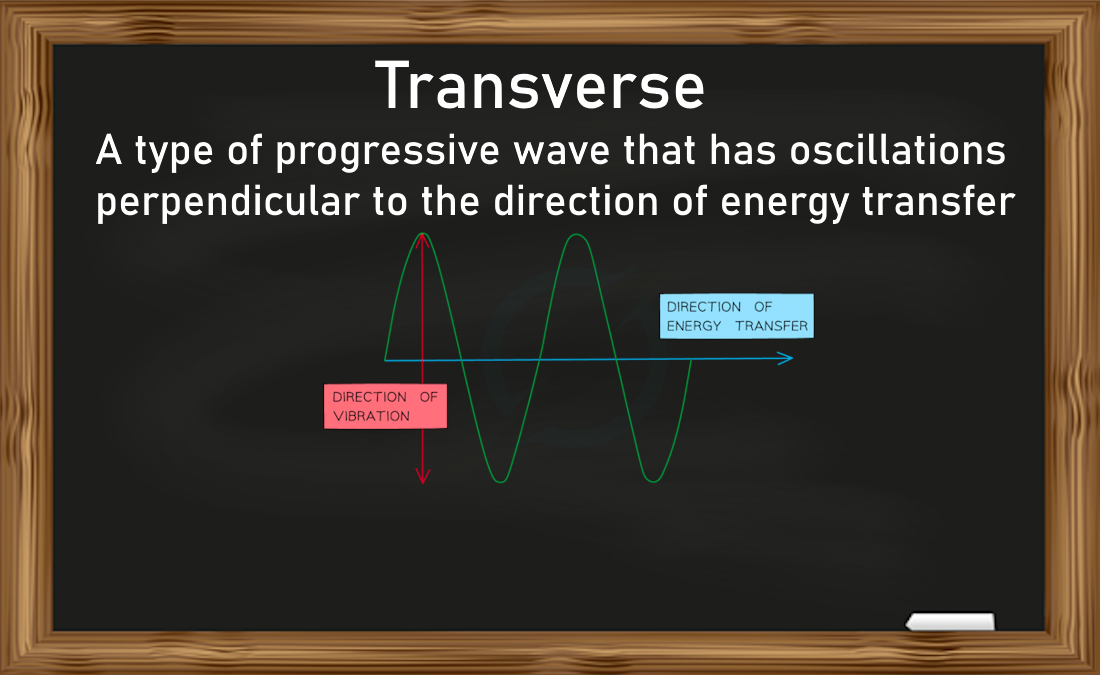 Transverse
A type of progressive wave that has oscillations
perpendicular to the direction of energy transfer
DIRECTION OF
ENERGY TRANSFER
DIRECTION OF
VIBRATION